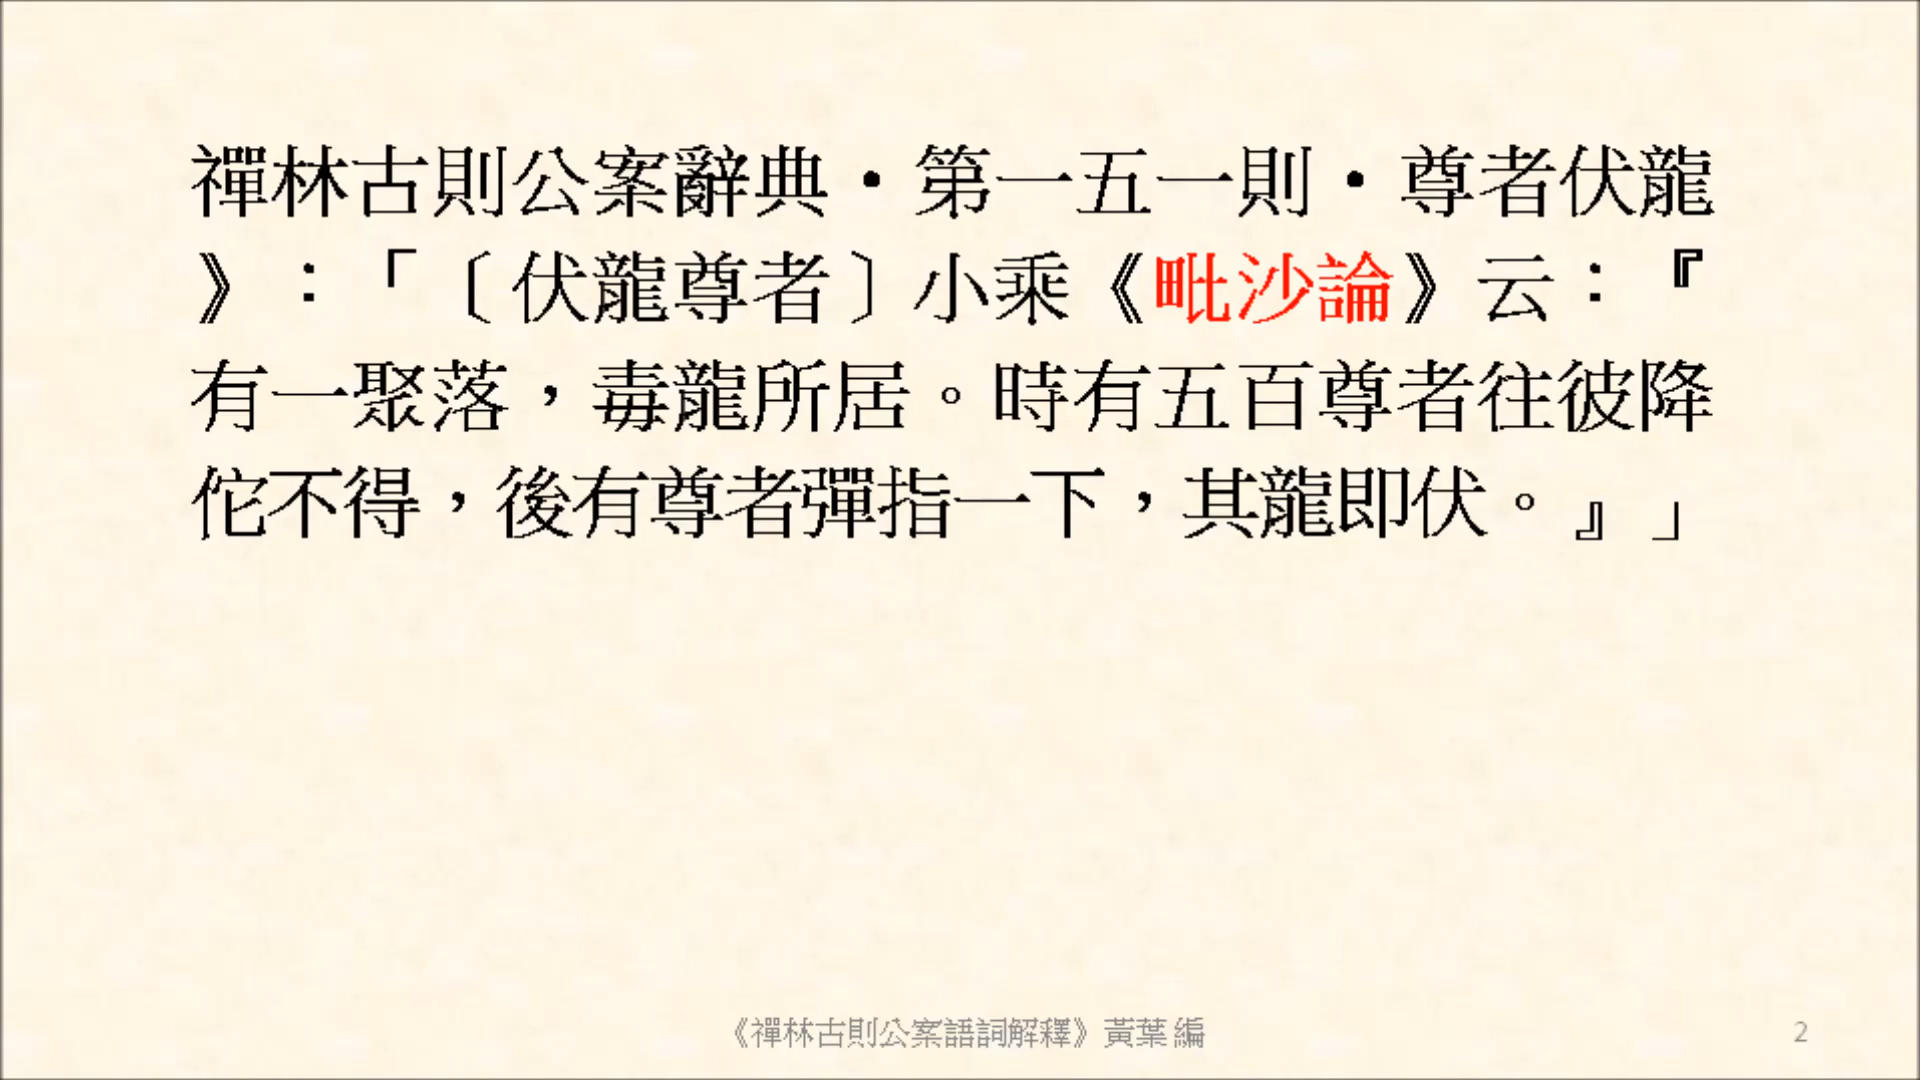 禪林古則公案辭典・第一五一則・尊者伏龍
》：「〔伏龍尊者〕小乘《毗沙論》云：『
有一聚落，毒龍所居。時有五百尊者往彼降
佗不得，後有尊者彈指一下，其龍即伏。』」
《禪林古則公案語詞解釋》黃葉 編
2